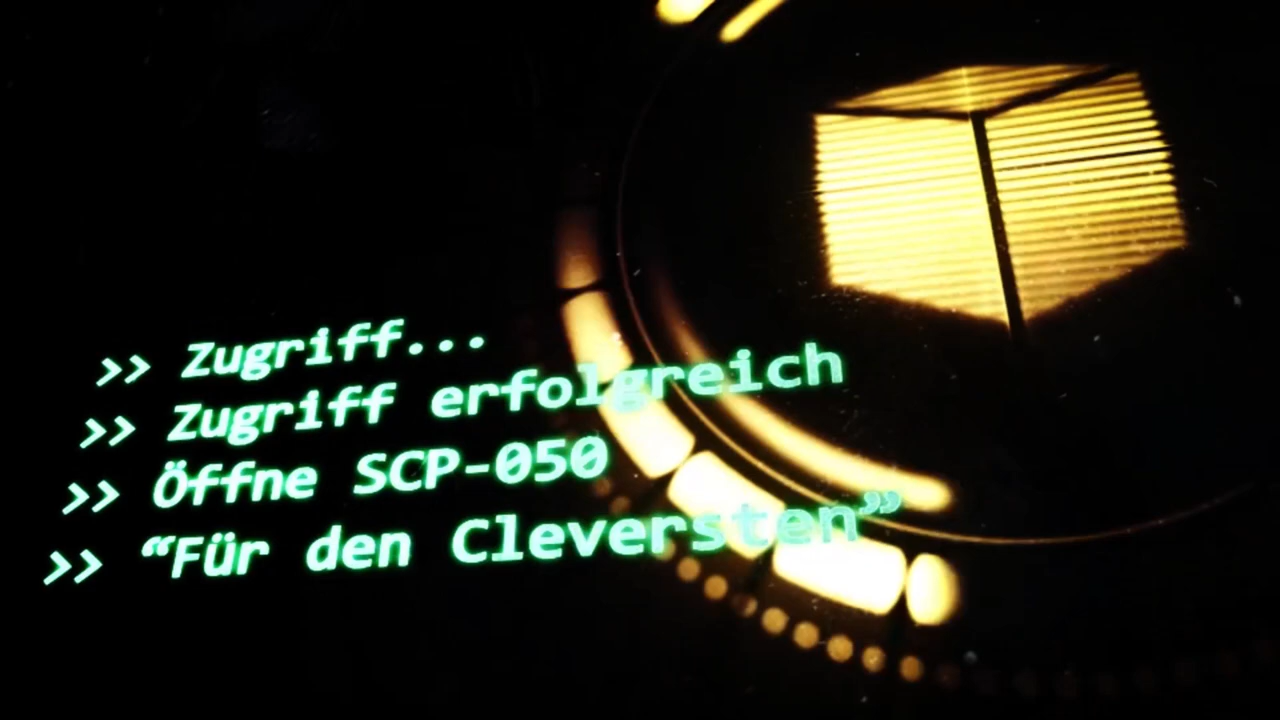 >> Zugriff...
>> Zugriff erfolgreich
>> Öffne SCP-050
>> “Für den Cleversten”